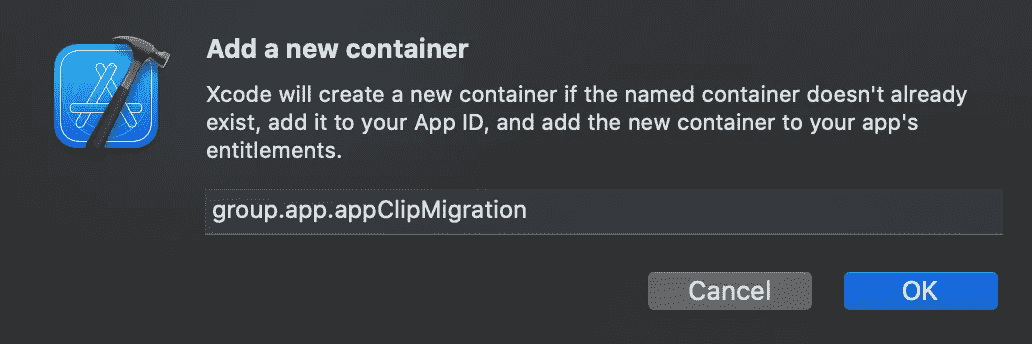 Add a new container
Xcode will create a new container if the named container doesn't already
exist, add it to your App ID, and add the new container to your app's
entitlements.
group.app.appClipMigration
Cancel
OK